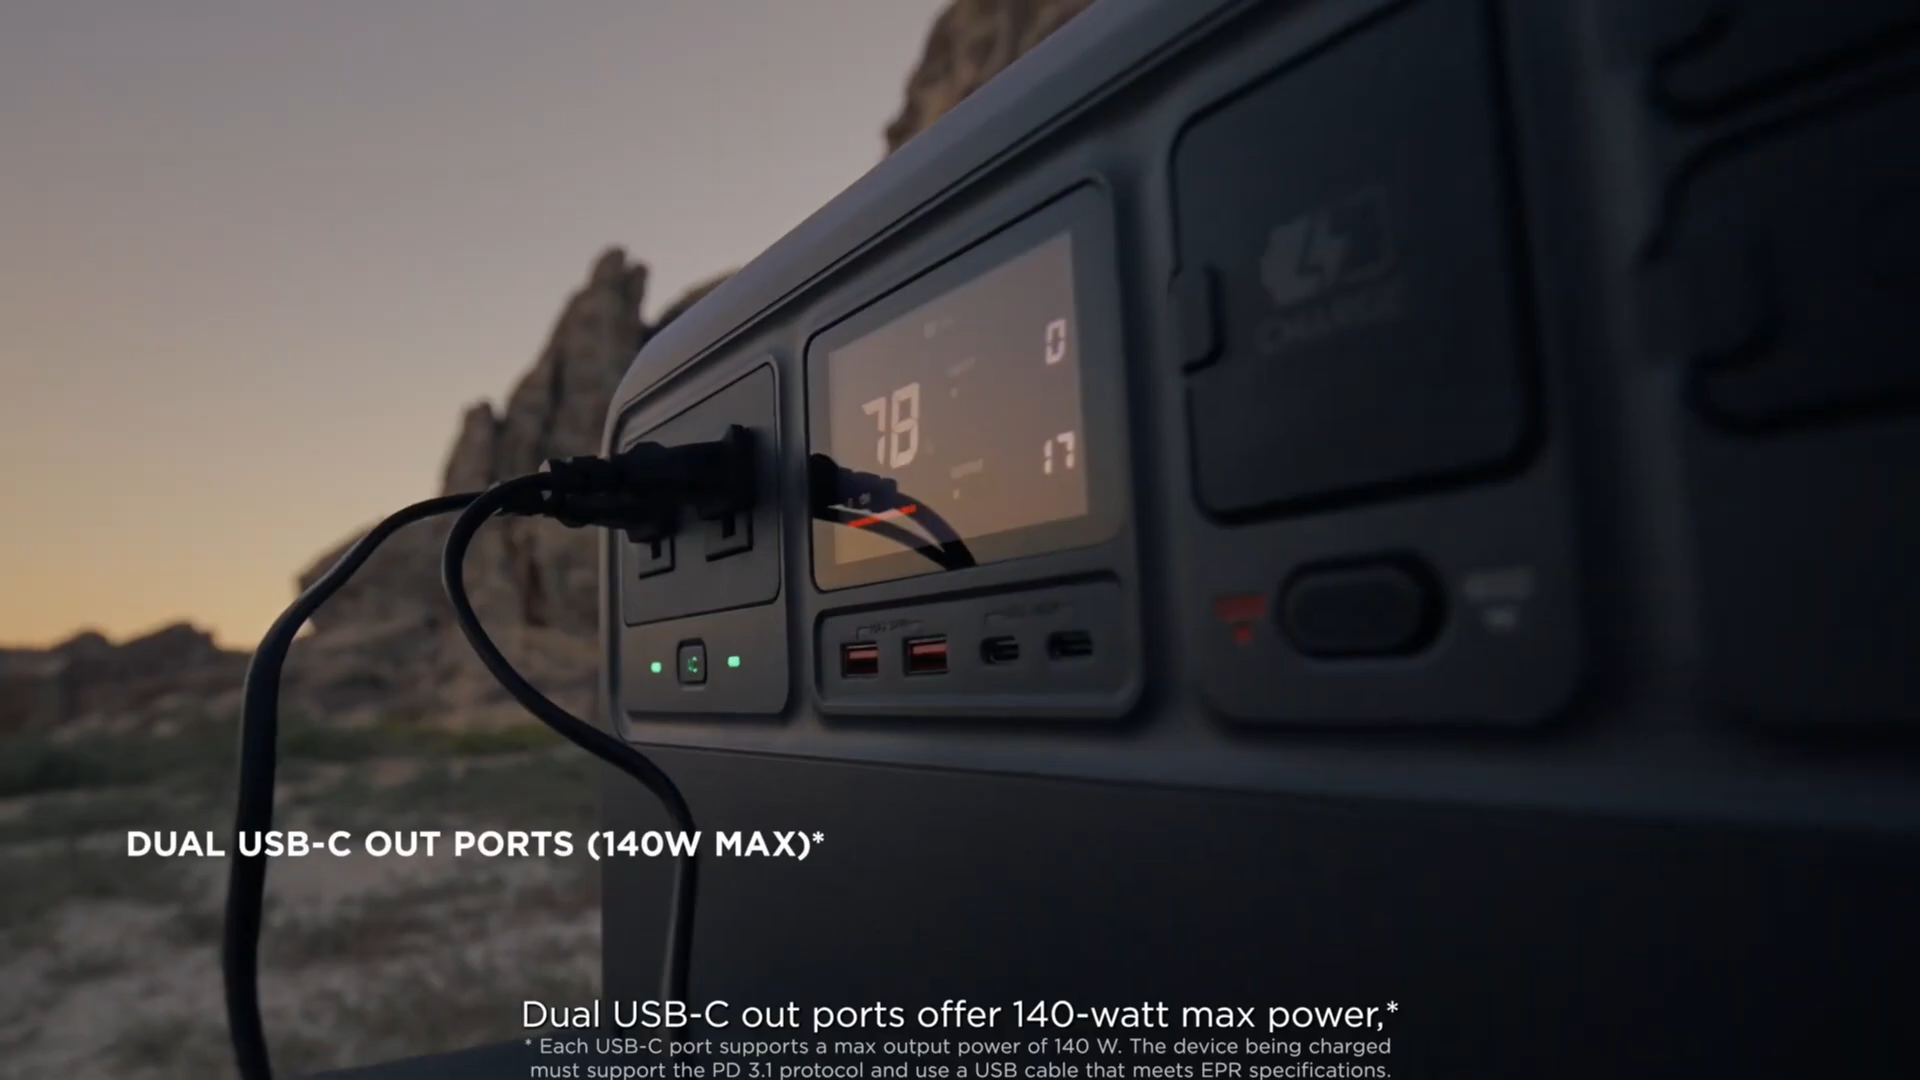 0
78
17
CHARGE
DUAL USB-C OUT PORTS (140W MAX)*
Dual USB-C out ports offer 140-watt max power,*
* Each USB-C port supports a max output power of 140 W. The device being charged
must support the PD 3.1 protocol and use a USB cable that meets EPR specifications.